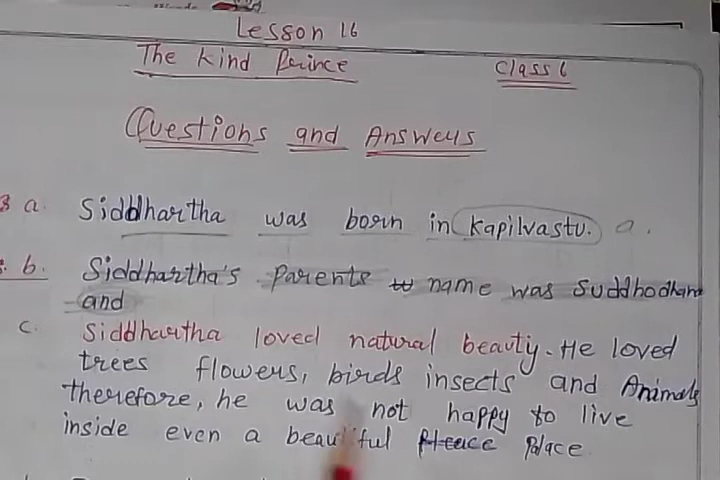 Lesson 16
The Kind Prince
Class 6
Questions and Answers
a. Siddhartha was born in Kapilvastu. a.
b. Siddhartha's parents name was Suddhodhana
and
c. Siddhartha loved natural beauty. He loved
trees flowers, birds insects and Animals
therefore, he was not happy to live
inside even a beautiful Palace